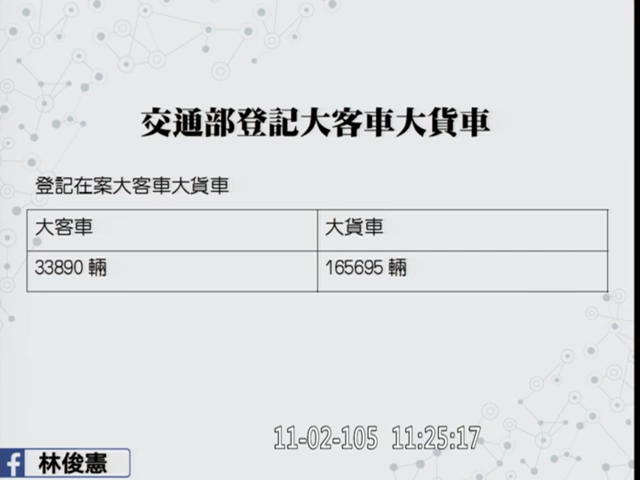 交通部登記大客車大貨車
登記在案大客車大貨車
大客車 大貨車
33890 輛 165695 輛
11-02-105 11:25:17
林俊憲